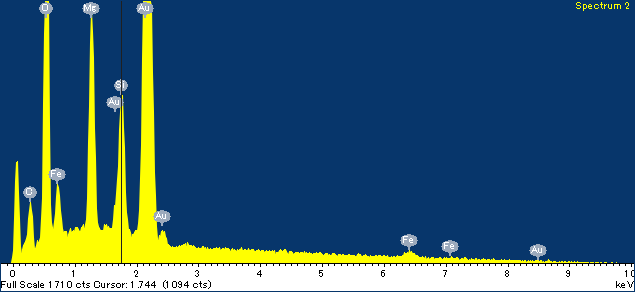 Spectrum 2
O Mg Au
Si
Au
Fe
O
Au
Fe Fe Au
0 1 2 3 4 5 6 7 8 9 10
Full Scale 1710 cts Cursor: 1.744 (1094 cts) keV